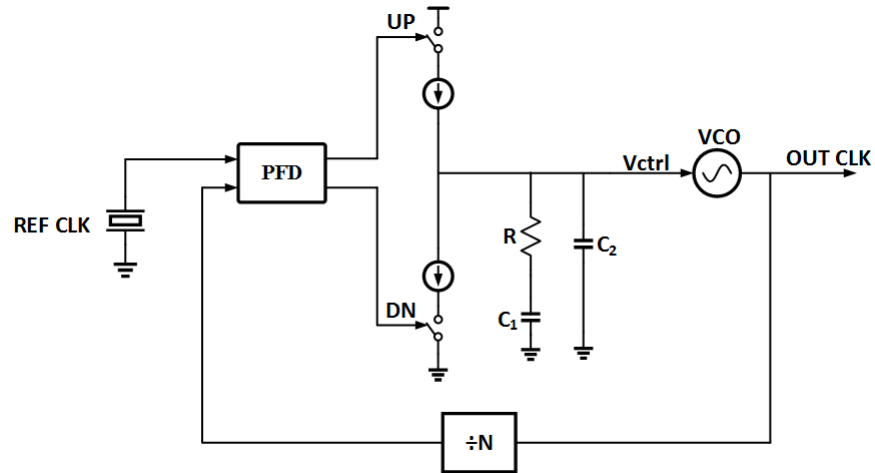 UP
VCO
OUT CLK
PFD
Vctrl
REF CLK
R
C₂
C₁
DN
÷N